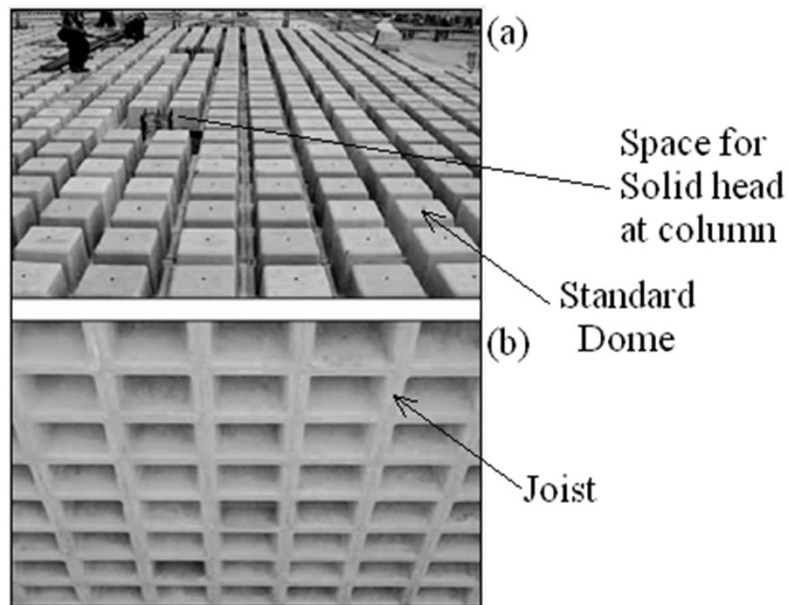 (a)
Space for
Solid head
at column
Standard
Dome
(b)
Joist